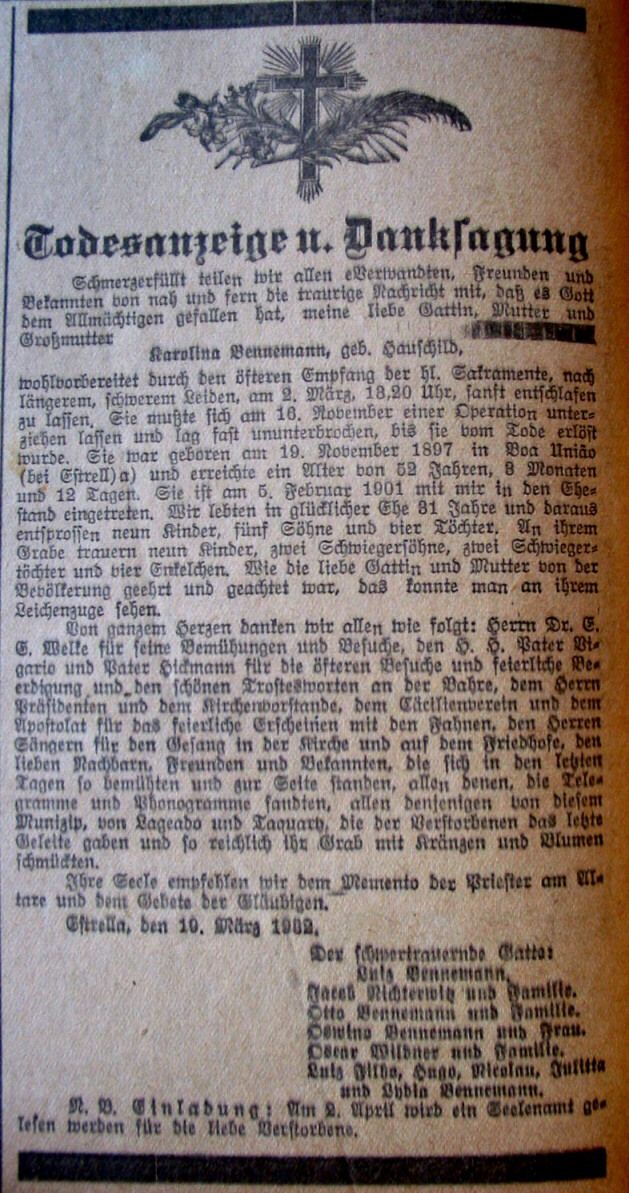 Todesanzeige u. Danksagung
Schmerzerfüllt teilen wir allen eVerwandten, Freunden und
Bekannten von nah und fern die traurige Nachricht mit, daß es Gott
dem Allmächtigen gefallen hat, meine liebe Gattin, Mutter und
Großmutter
Karolina Bennemann, geb. Hauschild,
wohlvorbereitet durch den öfteren Empfang der hl. Sakramente, nach
längerem, schwerem Leiden, am 2. März, 13,20 Uhr, sanft entschlafen
zu lassen. Sie mußte sich am 16. November einer Operation unter-
ziehen lassen und lag fast ununterbrochen, bis sie vom Tode erlöst
wurde. Sie war geboren am 19. November 1897 in Boa União
(bei Estrell)a) und erreichte ein Alter von 52 Jahren, 3 Monaten
und 12 Tagen. Sie ist am 5. Februar 1901 mit mir in den Ehe-
stand eingetreten. Wir lebten in glücklicher Ehe 31 Jahre und daraus
entsprossen neun Kinder, fünf Söhne und vier Töchter. An ihrem
Grabe trauern neun Kinder, zwei Schwiegersöhne, zwei Schwieger-
töchter und vier Enkelchen. Wie die liebe Gattin und Mutter von der
Bevölkerung geehrt und geachtet war, das konnte man an ihrem
Leichenzuge sehen.
Von ganzem Herzen danken wir allen wie folgt: Herrn Dr. E.
E. Welke für seine Bemühungen und Besuche, den H. H. Pater Vi-
gario und Pater Hickmann für die öfteren Besuche und feierliche Be-
erdigung und den schönen Trostesworten an der Bahre, dem Herrn
Präsidenten und dem Kirchenvorstande, dem Cäcilienverein und dem
Apostolat für das feierliche Erscheinen mit den Fahnen, den Herren
Sängern für den Gesang in der Kirche und auf dem Friedhofe, den
lieben Nachbarn, Freunden und Bekannten, die sich in den letzten
Tagen so bemühten und zur Seite standen, allen denen, die Tele-
gramme und Phonogramme sandten, allen denjenigen von diesem
Munizip, von Lageado und Taquary, die der Verstorbenen das letzte
Geleite gaben und so reichlich ihr Grab mit Kränzen und Blumen
schmückten.
Ihre Seele empfehlen wir dem Memento der Priester am Al-
tare und dem Gebete der Gläubigen.
Estrella, den 10. März 1932.
Der schwertrauernde Gatte:
Luiz Bennemann.
Jacob Richterwitz und Familie.
Otto Bennemann und Familie.
Oswino Bennemann und Frau.
Oscar Wildner und Familie.
Luiz Filho, Hugo, Nicolau, Julitta
und Lydia Bennemann.
N. B. Einladung: Am 2. April wird ein Seelenamt ge-
lesen werden für die liebe Verstorbene.